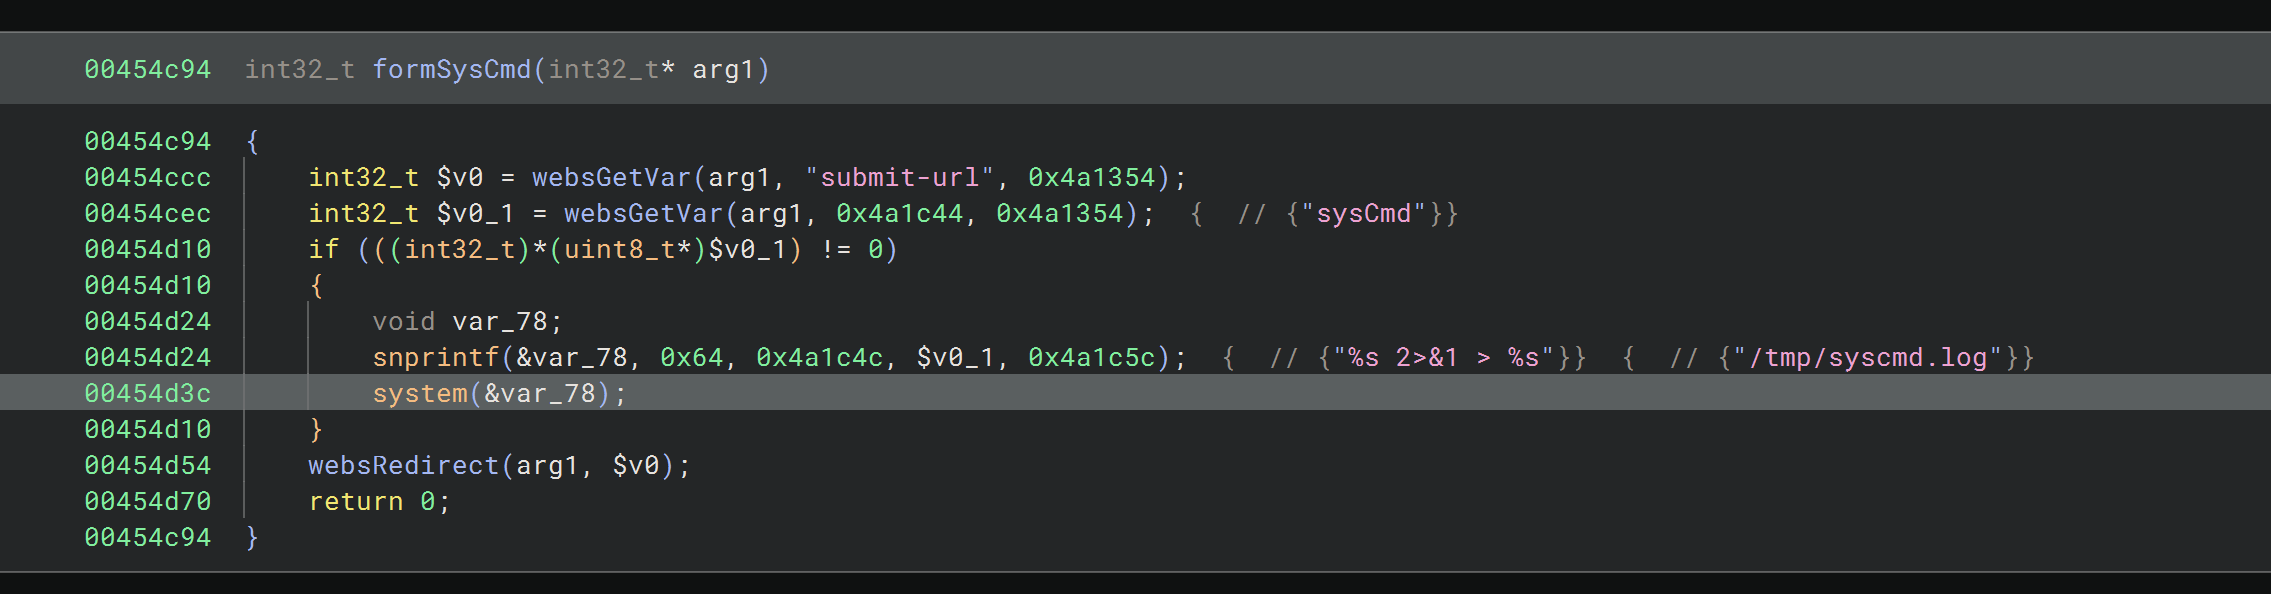 00454c94 int32_t formSysCmd(int32_t* arg1)
00454c94 {
00454ccc int32_t $v0 = websGetVar(arg1, "submit-url", 0x4a1354);
00454cec int32_t $v0_1 = websGetVar(arg1, 0x4a1c44, 0x4a1354); { // {"sysCmd"}}
00454d10 if (((int32_t)*(uint8_t*)$v0_1) != 0)
00454d10 {
00454d24 void var_78;
00454d24 snprintf(&var_78, 0x64, 0x4a1c4c, $v0_1, 0x4a1c5c); { // {"%s 2>&1 > %s"}} { // {"/tmp/syscmd.log"}}
00454d3c system(&var_78);
00454d10 }
00454d54 websRedirect(arg1, $v0);
00454d70 return 0;
00454c94 }